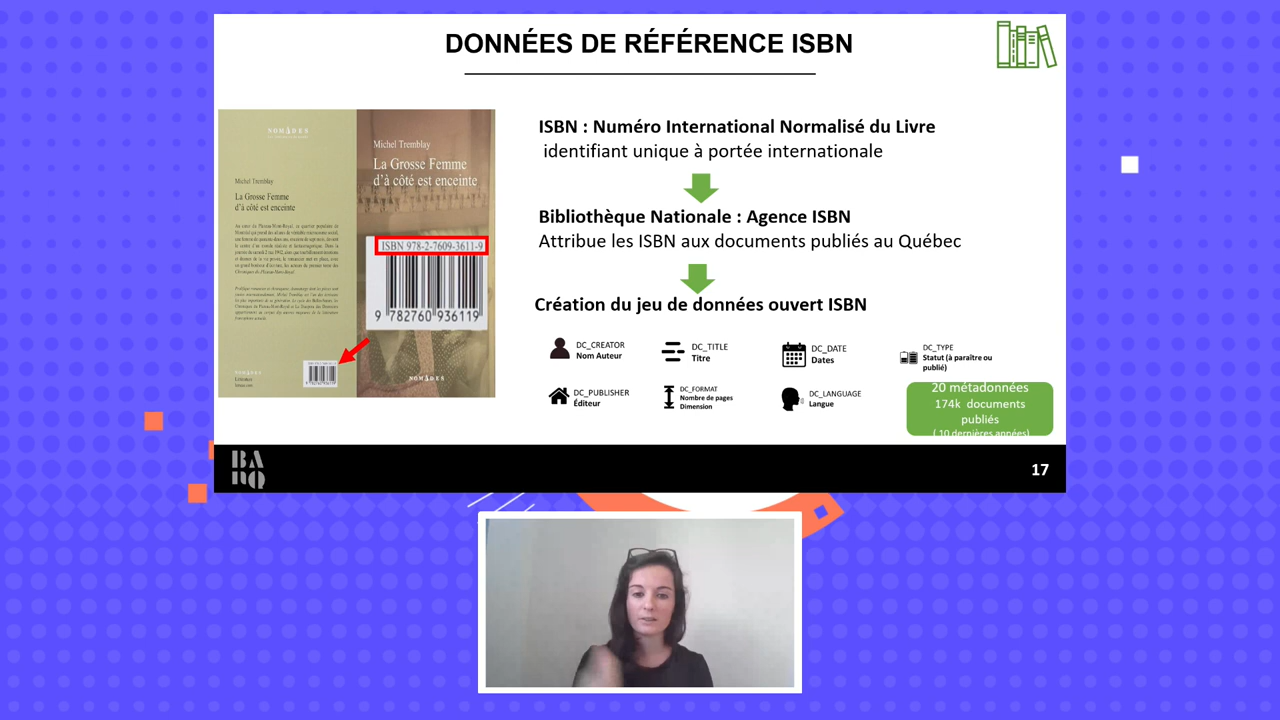 DONNÉES DE RÉFÉRENCE ISBN
NOMADES
Michel Tremblay
La Grosse Femme
d'à côté est enceinte
Michel Tremblay
La Grosse Femme
d'à côté est enceinte
ISBN 978-2-7609-3611-9
9 782760 936119
NOMADES
ISBN : Numéro International Normalisé du Livre
identifiant unique à portée internationale
Bibliothèque Nationale : Agence ISBN
Attribue les ISBN aux documents publiés au Québec
Création du jeu de données ouvert ISBN
DC_CREATOR
Nom Auteur
DC_TITLE
Titre
DC_DATE
Dates
DC_TYPE
Statut (à paraître ou
publié)
DC_PUBLISHER
Éditeur
DC_FORMAT
Nombre de pages
Dimension
DC_LANGUAGE
Langue
20 métadonnées
174k documents
publiés
( 10 dernières années)
BA
NQ
17